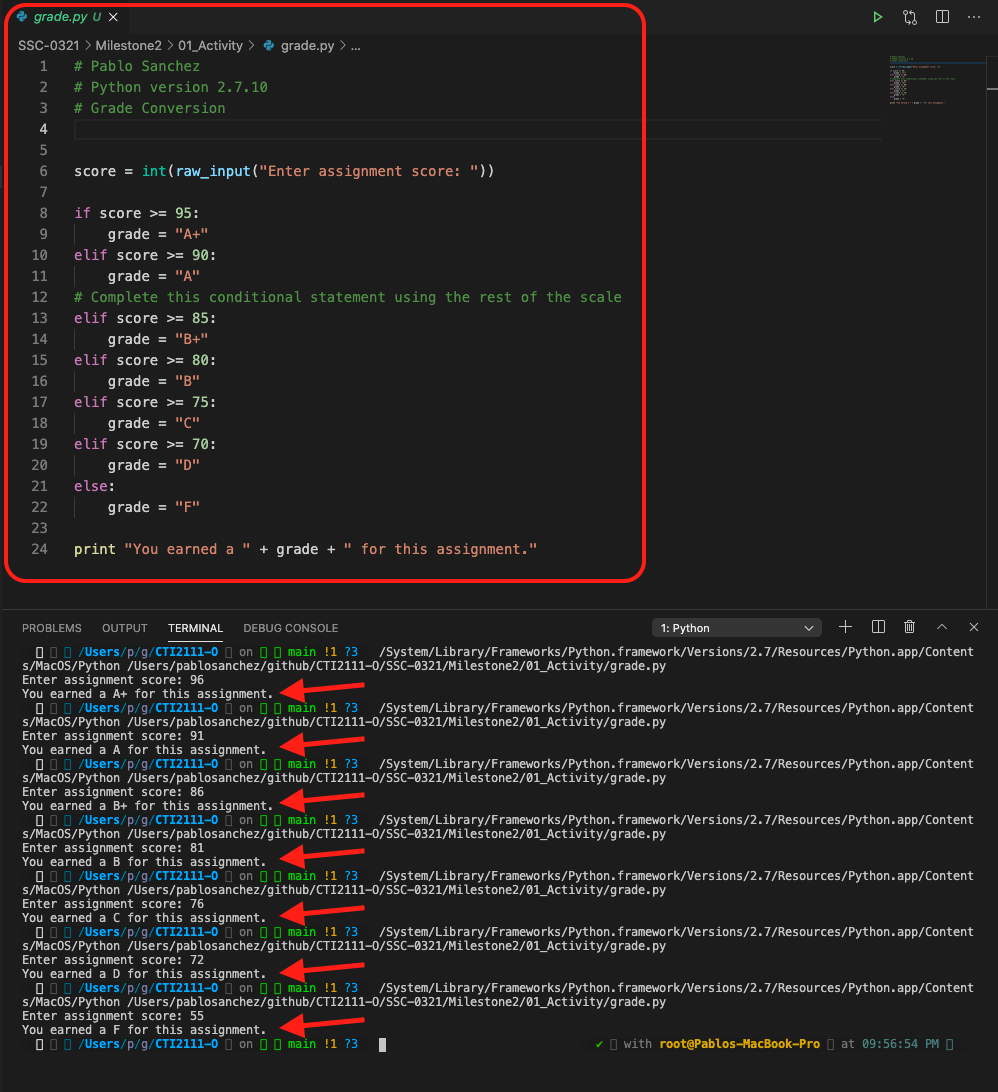 grade.py U
SSC-0321 > Milestone2 > 01_Activity > grade.py > ...
1 # Pablo Sanchez
2 # Python version 2.7.10
3 # Grade Conversion
4
5
6 score = int(raw_input("Enter assignment score: "))
7
8 if score >= 95:
9     grade = "A+"
10 elif score >= 90:
11     grade = "A"
12 # Complete this conditional statement using the rest of the scale
13 elif score >= 85:
14     grade = "B+"
15 elif score >= 80:
16     grade = "B"
17 elif score >= 75:
18     grade = "C"
19 elif score >= 70:
20     grade = "D"
21 else:
22     grade = "F"
23
24 print "You earned a " + grade + " for this assignment."
PROBLEMS OUTPUT TERMINAL DEBUG CONSOLE 1: Python
/Users/p/g/CTI2111-O on main !1 ?3 /System/Library/Frameworks/Python.framework/Versions/2.7/Resources/Python.app/Content
s/MacOS/Python /Users/pablosanchez/github/CTI2111-O/SSC-0321/Milestone2/01_Activity/grade.py
Enter assignment score: 96
You earned a A+ for this assignment.
/Users/p/g/CTI2111-O on main !1 ?3 /System/Library/Frameworks/Python.framework/Versions/2.7/Resources/Python.app/Content
s/MacOS/Python /Users/pablosanchez/github/CTI2111-O/SSC-0321/Milestone2/01_Activity/grade.py
Enter assignment score: 91
You earned a A for this assignment.
/Users/p/g/CTI2111-O on main !1 ?3 /System/Library/Frameworks/Python.framework/Versions/2.7/Resources/Python.app/Content
s/MacOS/Python /Users/pablosanchez/github/CTI2111-O/SSC-0321/Milestone2/01_Activity/grade.py
Enter assignment score: 86
You earned a B+ for this assignment.
/Users/p/g/CTI2111-O on main !1 ?3 /System/Library/Frameworks/Python.framework/Versions/2.7/Resources/Python.app/Content
s/MacOS/Python /Users/pablosanchez/github/CTI2111-O/SSC-0321/Milestone2/01_Activity/grade.py
Enter assignment score: 81
You earned a B for this assignment.
/Users/p/g/CTI2111-O on main !1 ?3 /System/Library/Frameworks/Python.framework/Versions/2.7/Resources/Python.app/Content
s/MacOS/Python /Users/pablosanchez/github/CTI2111-O/SSC-0321/Milestone2/01_Activity/grade.py
Enter assignment score: 76
You earned a C for this assignment.
/Users/p/g/CTI2111-O on main !1 ?3 /System/Library/Frameworks/Python.framework/Versions/2.7/Resources/Python.app/Content
s/MacOS/Python /Users/pablosanchez/github/CTI2111-O/SSC-0321/Milestone2/01_Activity/grade.py
Enter assignment score: 72
You earned a D for this assignment.
/Users/p/g/CTI2111-O on main !1 ?3 /System/Library/Frameworks/Python.framework/Versions/2.7/Resources/Python.app/Content
s/MacOS/Python /Users/pablosanchez/github/CTI2111-O/SSC-0321/Milestone2/01_Activity/grade.py
Enter assignment score: 55
You earned a F for this assignment.
/Users/p/g/CTI2111-O on main !1 ?3 ✔ with root@Pablos-MacBook-Pro at 09:56:54 PM